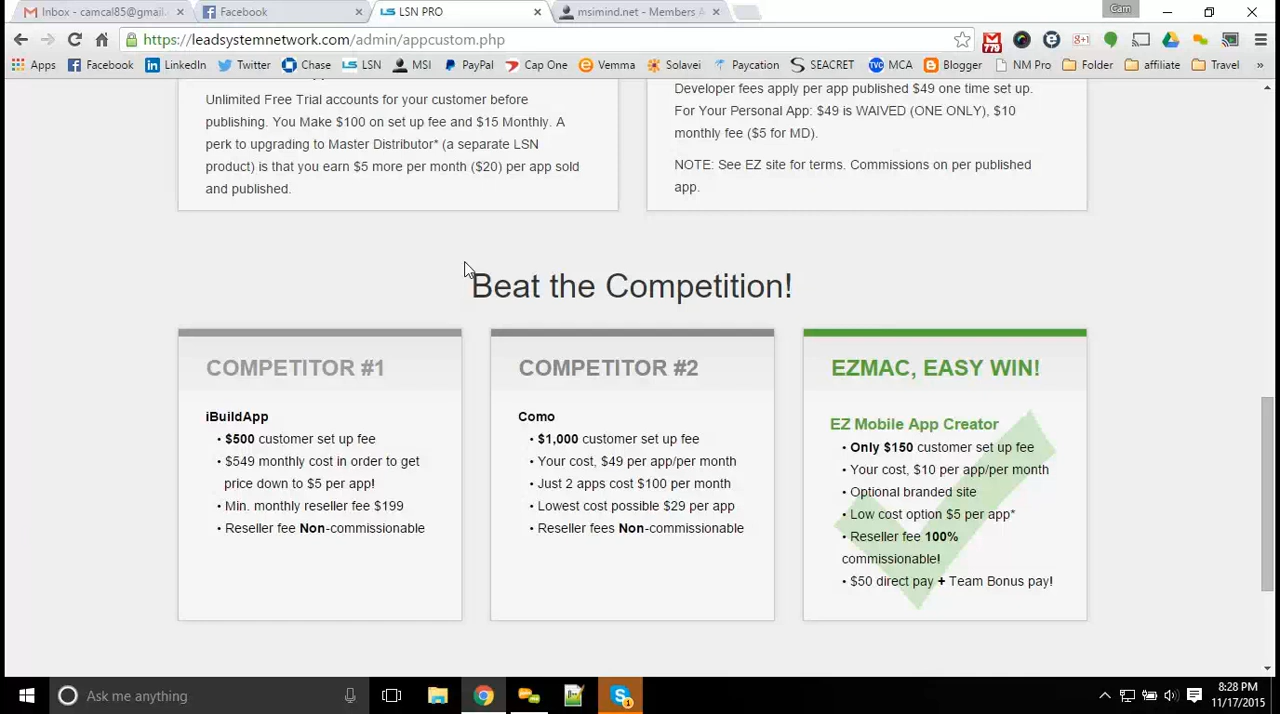 Inbox - camcal85@gmail.
Facebook
LSN PRO
msimind.net - Members A
Cam
https://leadsystemnetwork.com/admin/appcustom.php
Apps Facebook LinkedIn Twitter Chase LSN MSI PayPal Cap One Vemma Solavei Paycation SEACRET MCA Blogger NM Pro Folder affiliate Travel »
Unlimited Free Trial accounts for your customer before
publishing. You Make $100 on set up fee and $15 Monthly. A
perk to upgrading to Master Distributor* (a separate LSN
product) is that you earn $5 more per month ($20) per app sold
and published.
Developer fees apply per app published $49 one time set up.
For Your Personal App: $49 is WAIVED (ONE ONLY), $10
monthly fee ($5 for MD).
NOTE: See EZ site for terms. Commissions on per published
app.
Beat the Competition!
COMPETITOR #1
iBuildApp
• $500 customer set up fee
• $549 monthly cost in order to get
price down to $5 per app!
• Min. monthly reseller fee $199
• Reseller fee Non-commissionable
COMPETITOR #2
Como
• $1,000 customer set up fee
• Your cost, $49 per app/per month
• Just 2 apps cost $100 per month
• Lowest cost possible $29 per app
• Reseller fees Non-commissionable
EZMAC, EASY WIN!
EZ Mobile App Creator
• Only $150 customer set up fee
• Your cost, $10 per app/per month
• Optional branded site
• Low cost option $5 per app*
• Reseller fee 100%
commissionable!
• $50 direct pay + Team Bonus pay!
Ask me anything
8:28 PM
11/17/2015